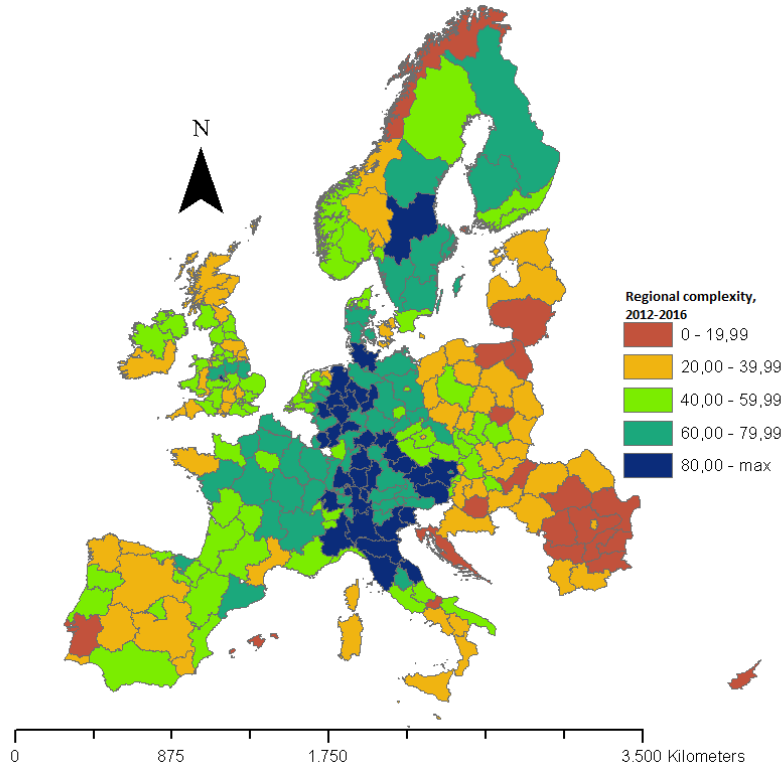 N
Regional complexity,
2012-2016
0 - 19,99
20,00 - 39,99
40,00 - 59,99
60,00 - 79,99
80,00 - max
0 875 1.750 3.500 Kilometers